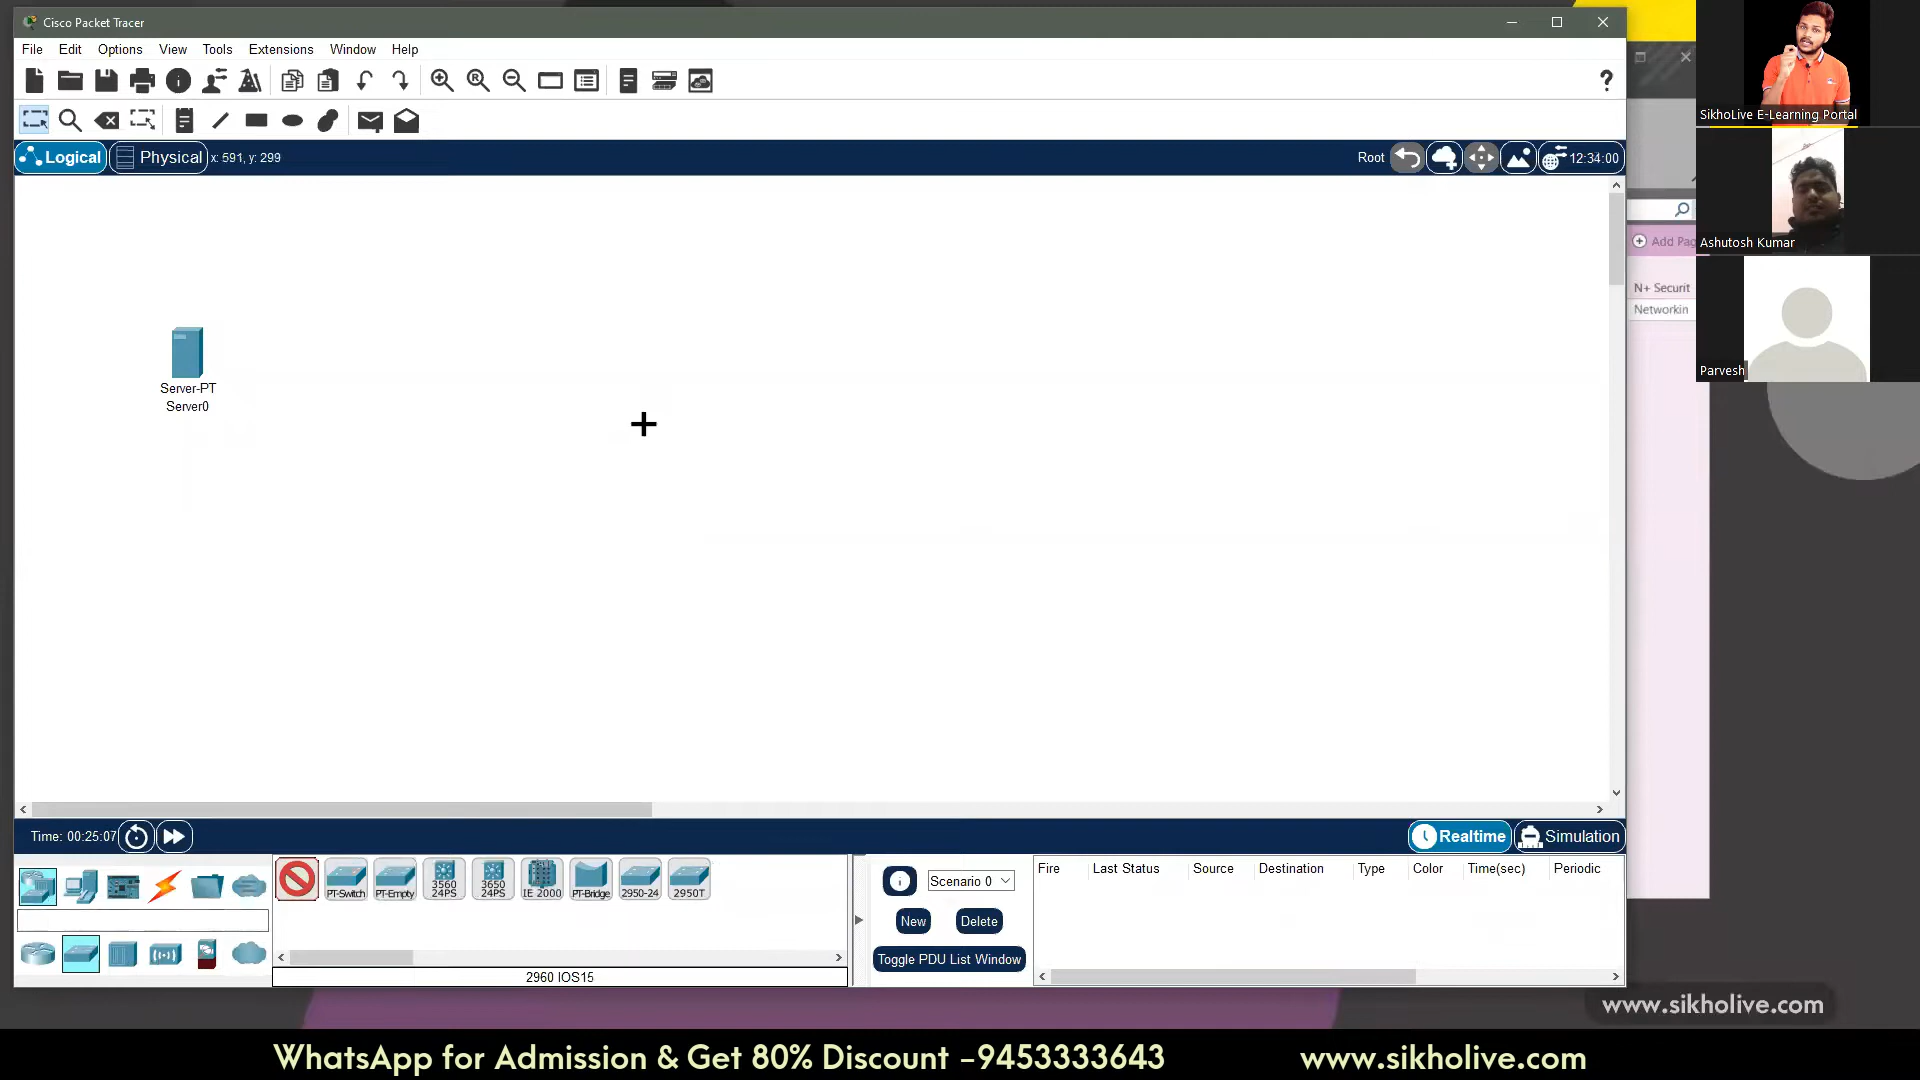 Cisco Packet Tracer
File Edit Options View Tools Extensions Window Help
Logical Physical x: 591, y: 299
Root 12:34:00
Server-PT
Server0
Time: 00:25:07
Realtime Simulation
PT-Switch PT-Empty 3560 24PS 3650 24PS IE 2000 PT-Bridge 2950-24 2950T
2960 IOS15
Scenario 0
New Delete
Toggle PDU List Window
Fire Last Status Source Destination Type Color Time(sec) Periodic
SikhoLive E-Learning Portal
Ashutosh Kumar
Parvesh
Add Pag
N+ Securit
Networkin
www.sikholive.com
WhatsApp for Admission & Get 80% Discount -9453333643
www.sikholive.com